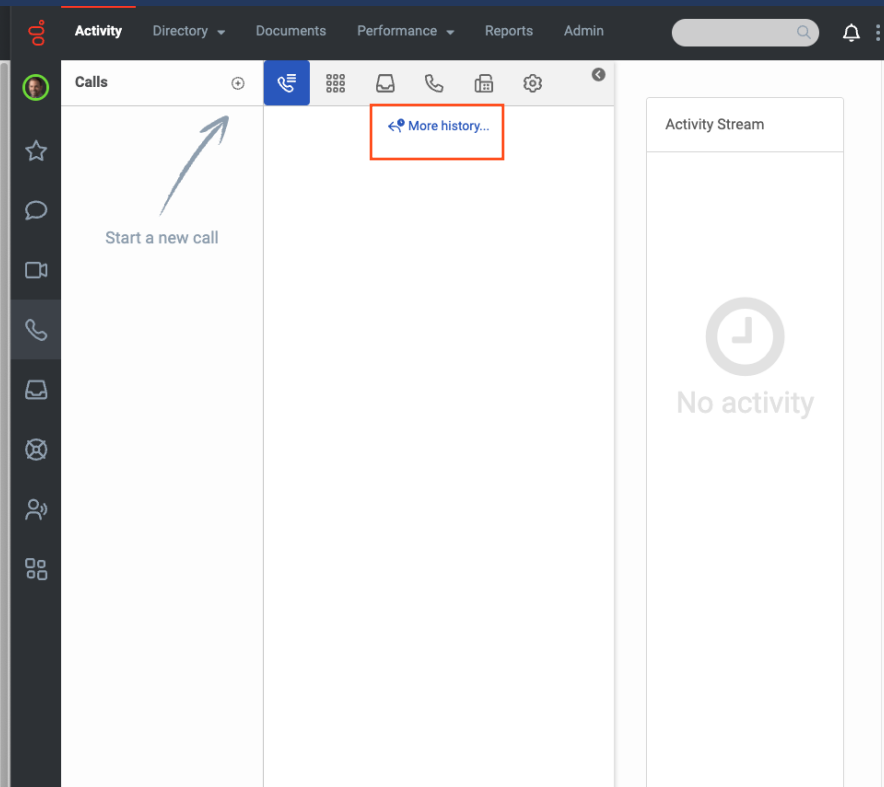 Activity
Directory
Documents
Performance
Reports
Admin
Calls
More history...
Start a new call
Activity Stream
No activity